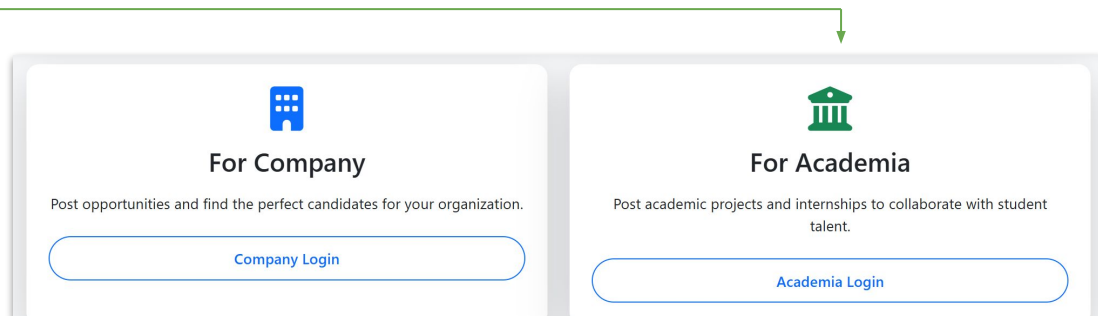 For Company
Post opportunities and find the perfect candidates for your organization.
Company Login
For Academia
Post academic projects and internships to collaborate with student
talent.
Academia Login